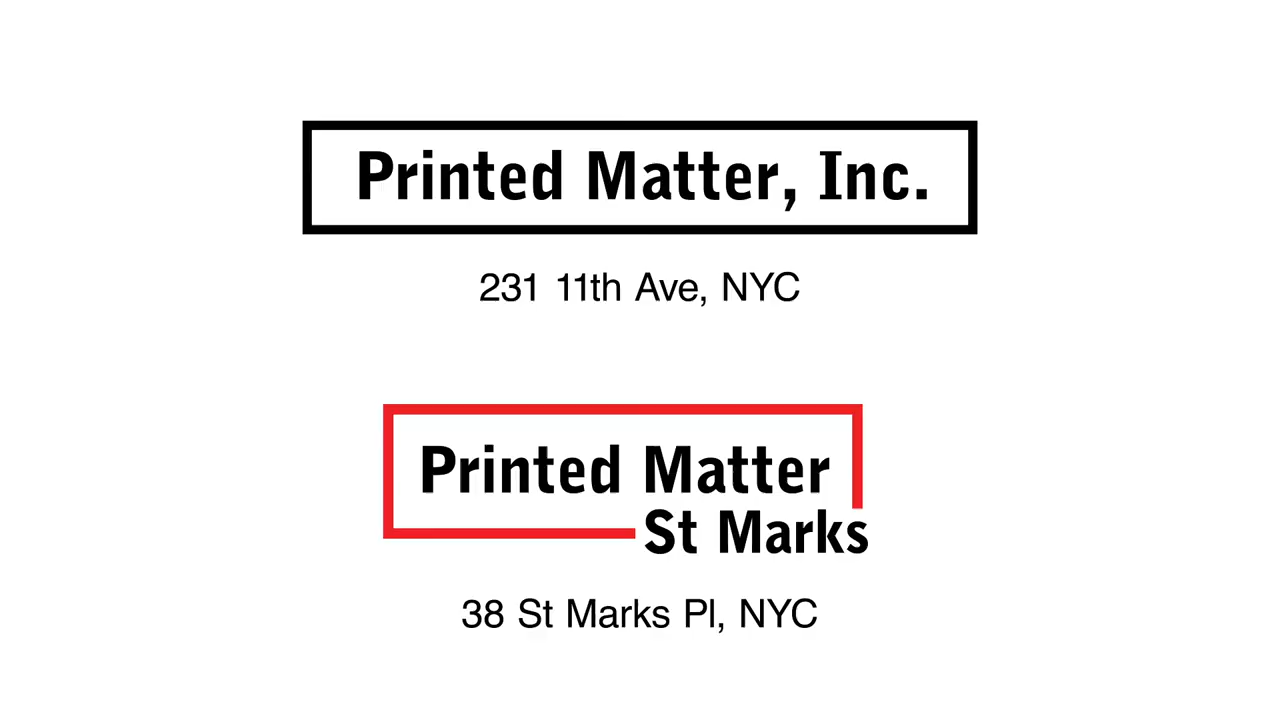 Printed Matter, Inc.
231 11th Ave, NYC
Printed Matter
St Marks
38 St Marks Pl, NYC